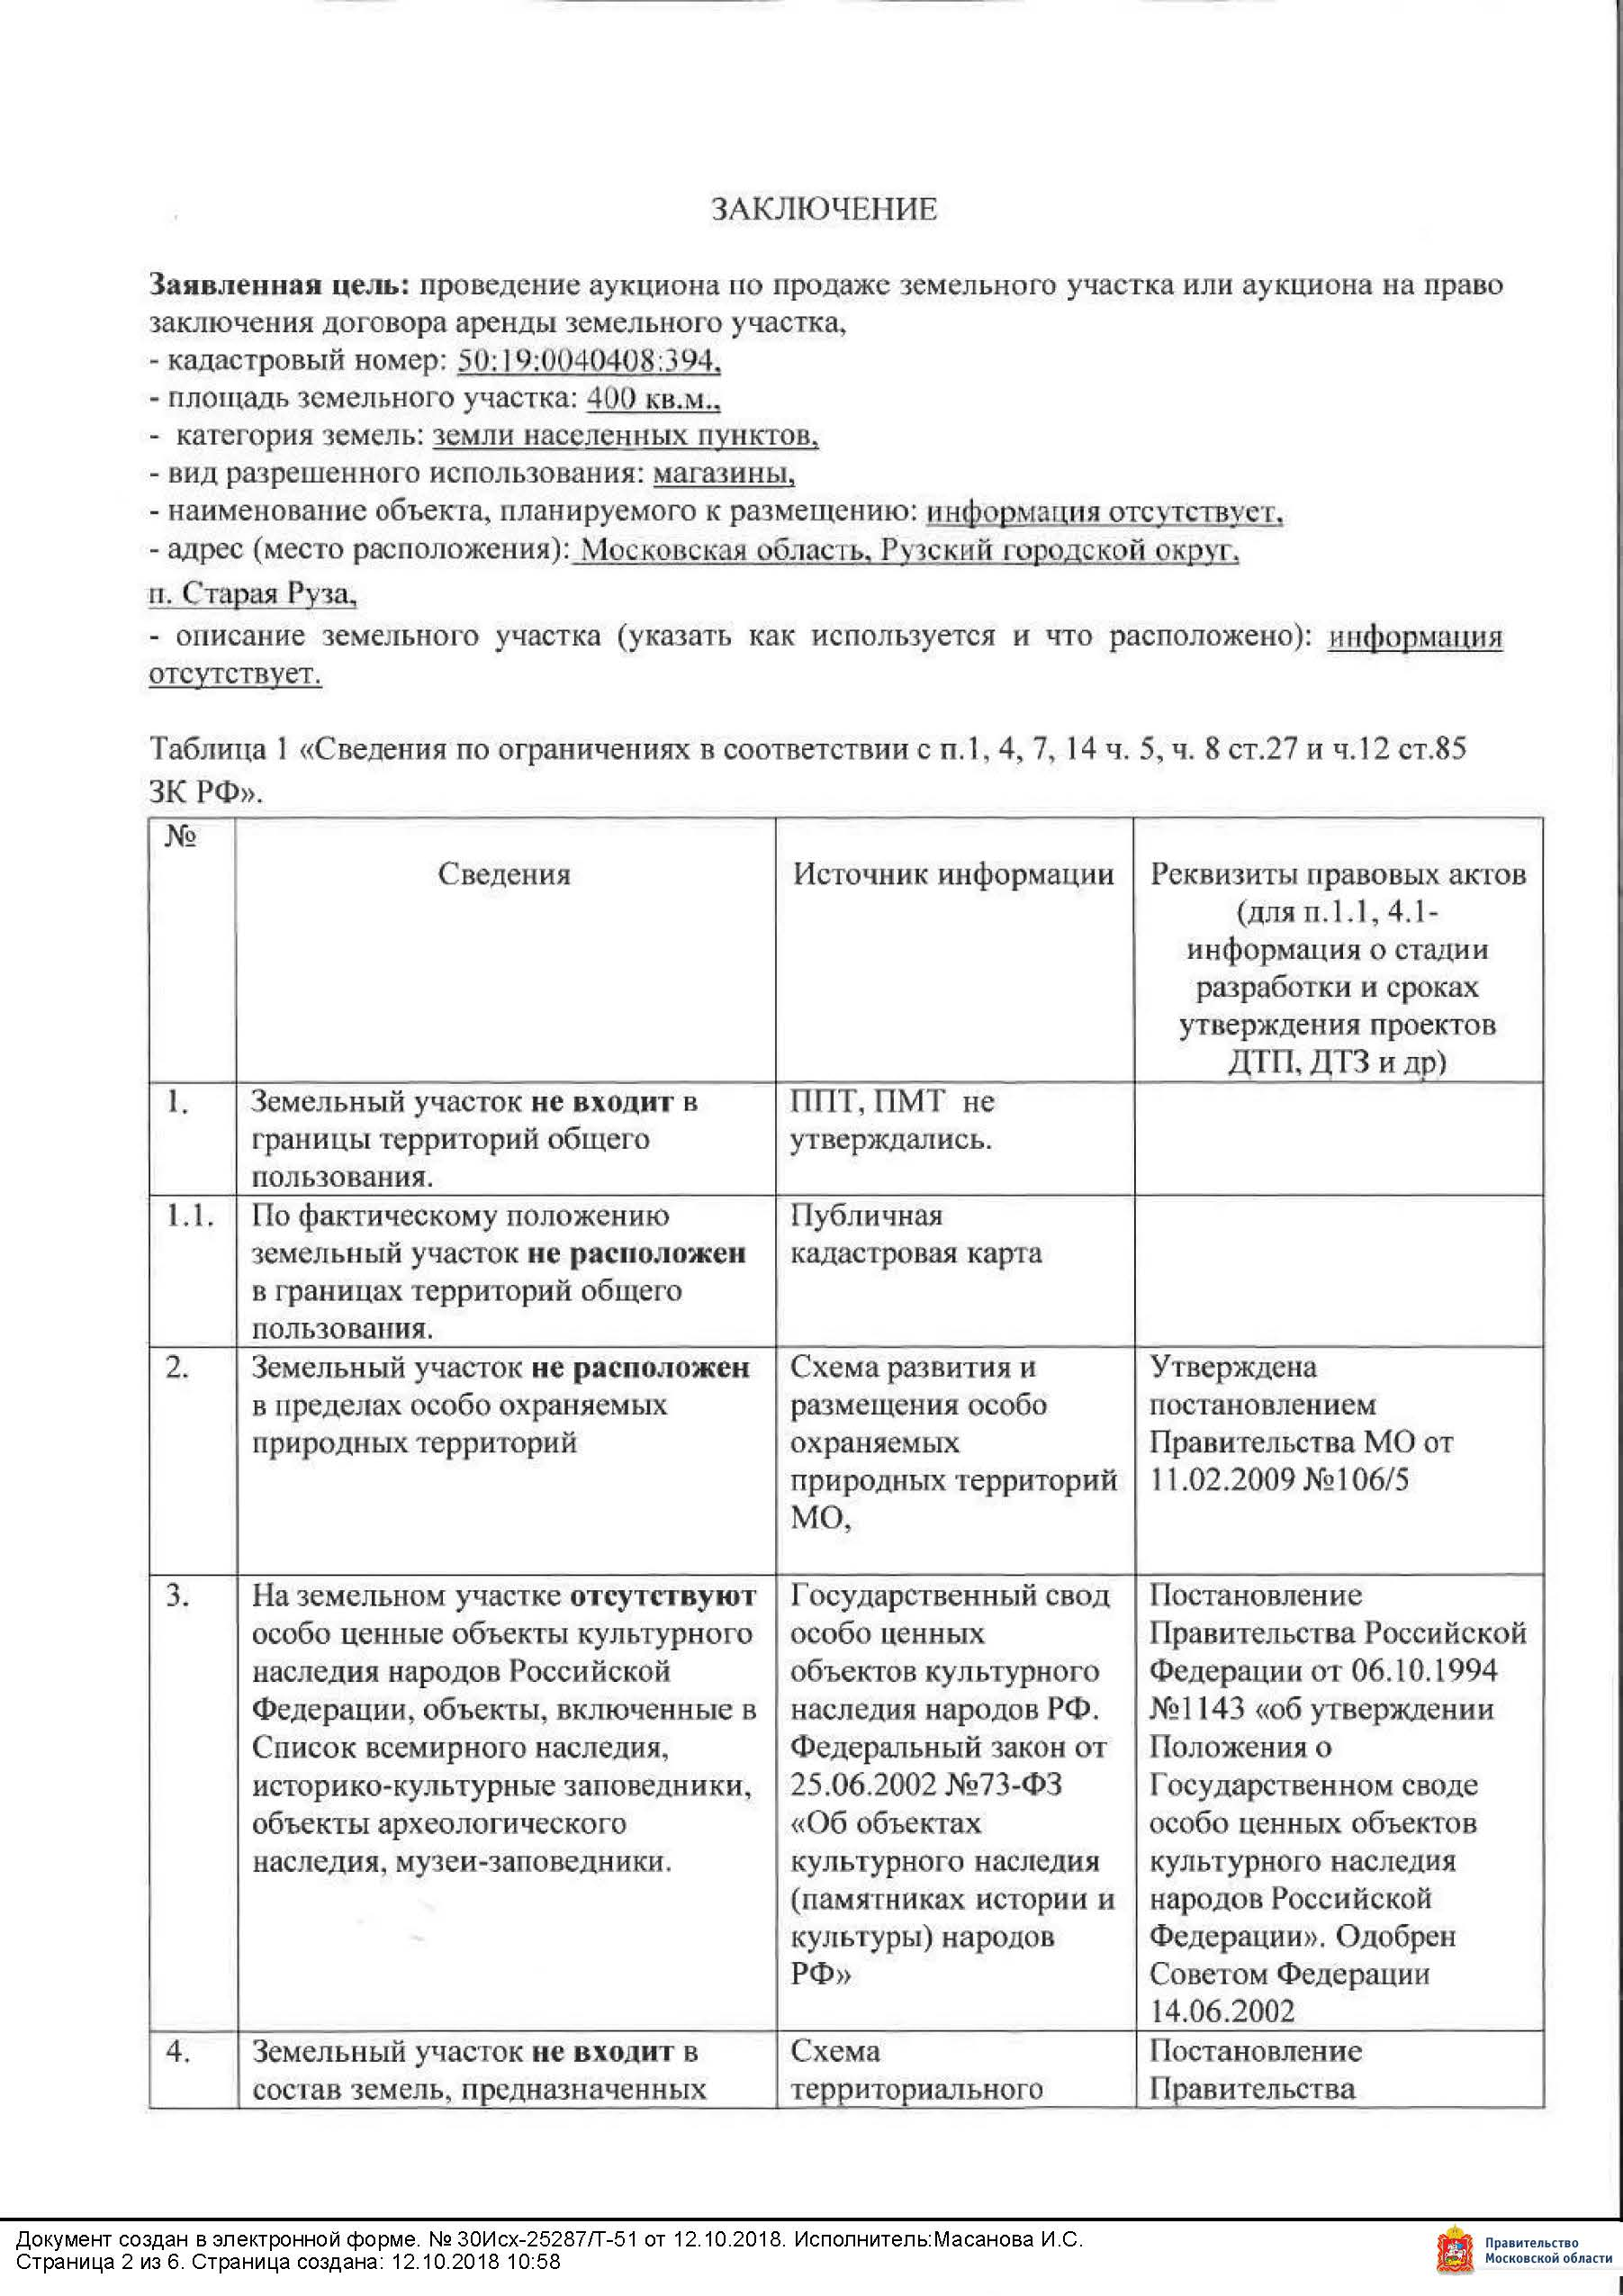 ЗАКЛЮЧЕНИЕ
Заявленная цель: проведение аукциона по продаже земельного участка или аукциона на право
заключения договора аренды земельного участка,
- кадастровый номер: 50:19:0040408:394,
- площадь земельного участка: 400 кв.м.,
- категория земель: земли населенных пунктов,
- вид разрешенного использования: магазины,
- наименование объекта, планируемого к размещению: информация отсутствует,
- адрес (место расположения): Московская область, Рузский городской округ,
п. Старая Руза,
- описание земельного участка (указать как используется и что расположено): информация
отсутствует.
Таблица 1 «Сведения по ограничениях в соответствии с п.1, 4, 7, 14 ч. 5, ч. 8 ст.27 и ч.12 ст.85
ЗК РФ».
№
Сведения
Источник информации
Реквизиты правовых актов
(для п.1.1, 4.1-
информация о стадии
разработки и сроках
утверждения проектов
ДТП, ДТЗ и др)
1.
Земельный участок не входит в
границы территорий общего
пользования.
ППТ, ПМТ не
утверждались.
1.1.
По фактическому положению
земельный участок не расположен
в границах территорий общего
пользования.
Публичная
кадастровая карта
2.
Земельный участок не расположен
в пределах особо охраняемых
природных территорий
Схема развития и
размещения особо
охраняемых
природных территорий
МО,
Утверждена
постановлением
Правительства МО от
11.02.2009 №106/5
3.
На земельном участке отсутствуют
особо ценные объекты культурного
наследия народов Российской
Федерации, объекты, включенные в
Список всемирного наследия,
историко-культурные заповедники,
объекты археологического
наследия, музеи-заповедники.
Государственный свод
особо ценных
объектов культурного
наследия народов РФ.
Федеральный закон от
25.06.2002 №73-ФЗ
«Об объектах
культурного наследия
(памятниках истории и
культуры) народов
РФ»
Постановление
Правительства Российской
Федерации от 06.10.1994
№1143 «об утверждении
Положения о
Государственном своде
особо ценных объектов
культурного наследия
народов Российской
Федерации». Одобрен
Советом Федерации
14.06.2002
4.
Земельный участок не входит в
состав земель, предназначенных
Схема
территориального
Постановление
Правительства
Документ создан в электронной форме. № 30Исх-25287/Т-51 от 12.10.2018. Исполнитель:Масанова И.С.
Страница 2 из 6. Страница создана: 12.10.2018 10:58
Правительство
Московской области